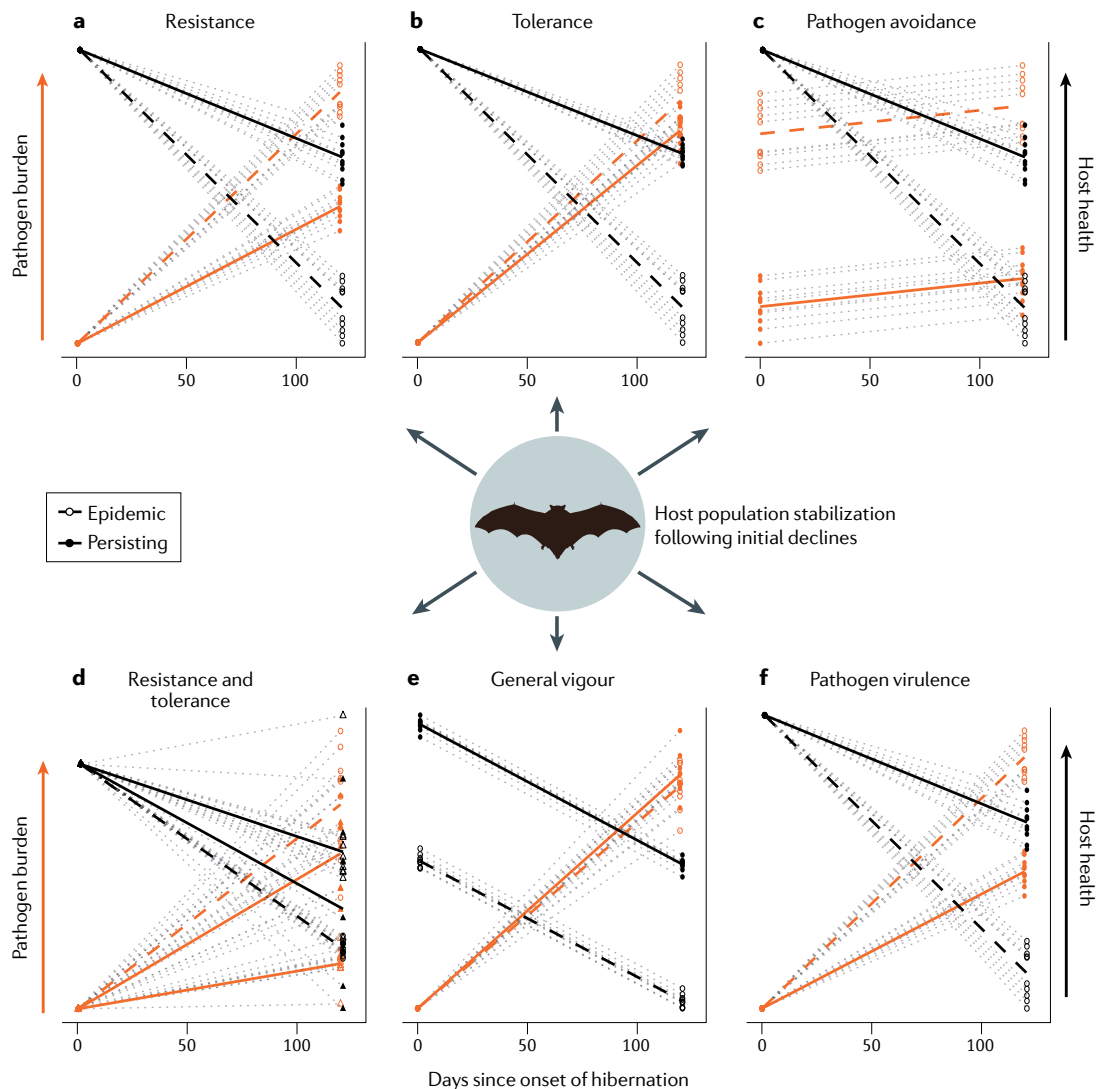 a Resistance
b Tolerance
c Pathogen avoidance
Pathogen burden
Host health
0 50 100
0 50 100
0 50 100
Epidemic
Persisting
Host population stabilization
following initial declines
d Resistance and
tolerance
e General vigour
f Pathogen virulence
Pathogen burden
Host health
0 50 100
0 50 100
0 50 100
Days since onset of hibernation